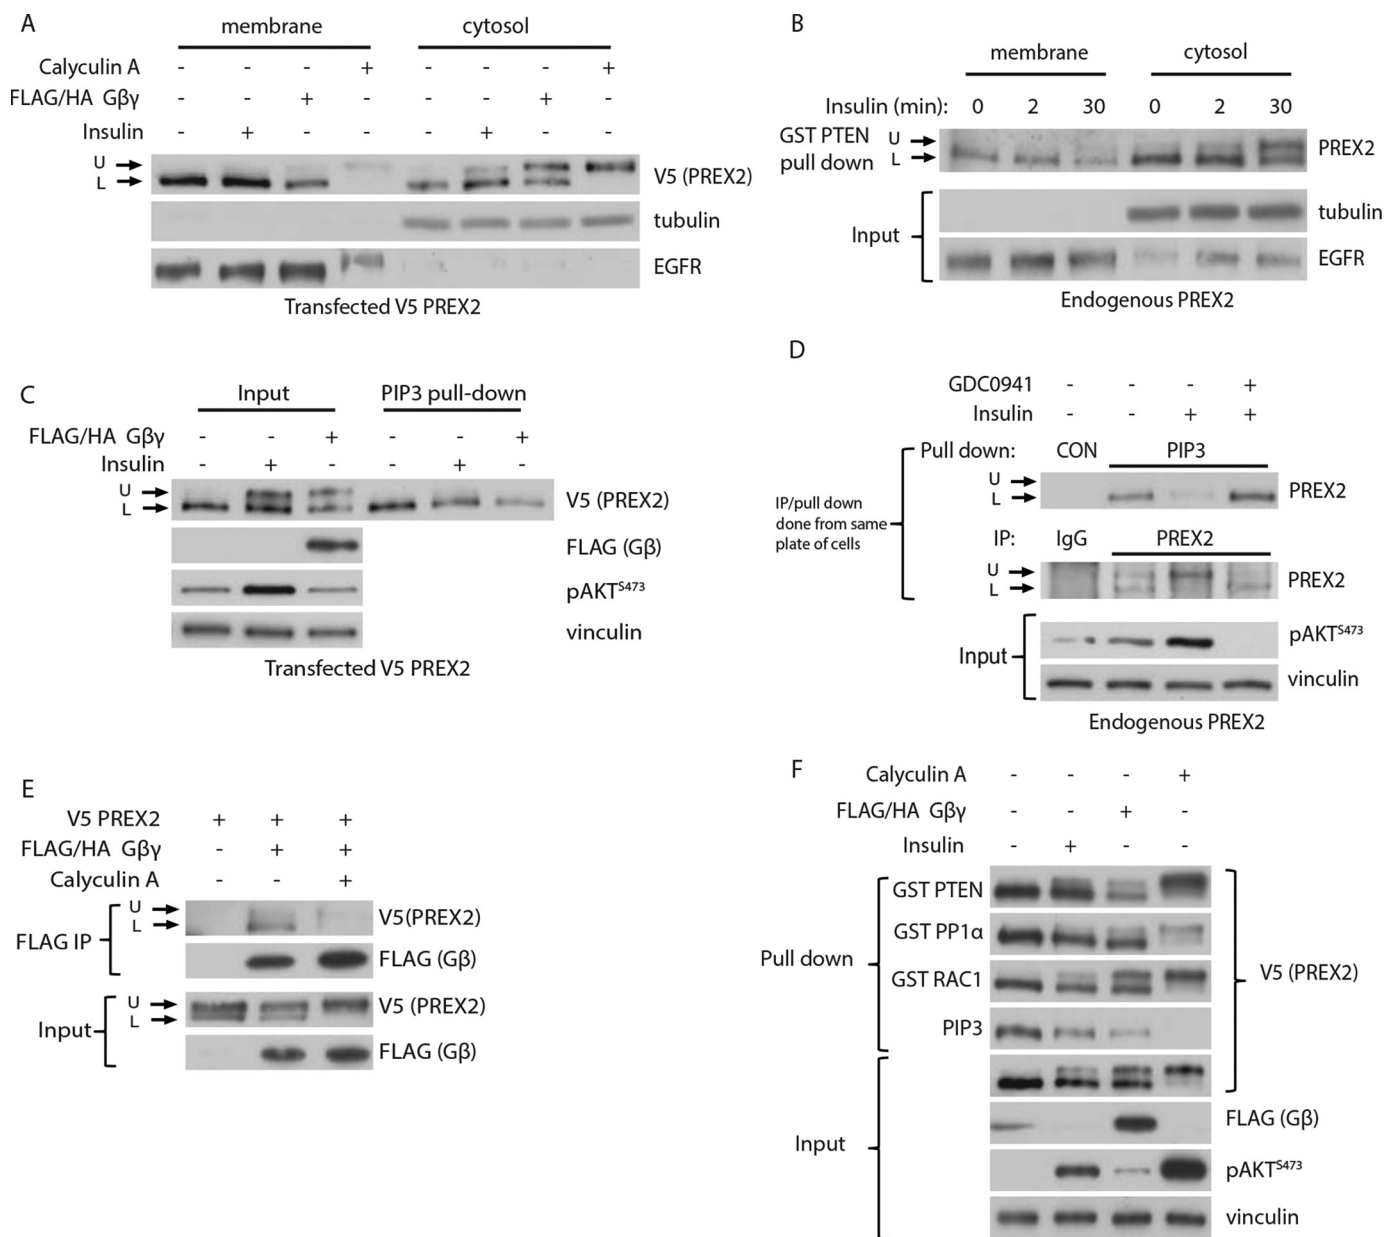 A
membrane cytosol
Calyculin A - - - + - - - +
FLAG/HA Gβγ - - + - - - + -
Insulin - + - - - + - -
U
L
V5 (PREX2)
tubulin
EGFR
Transfected V5 PREX2
B
membrane cytosol
Insulin (min): 0 2 30 0 2 30
GST PTEN
pull down
U
L
PREX2
Input
tubulin
EGFR
Endogenous PREX2
C
Input PIP3 pull-down
FLAG/HA Gβγ - - + - - +
Insulin - + - - + -
U
L
V5 (PREX2)
FLAG (Gβ)
pAKTS473
vinculin
Transfected V5 PREX2
D
GDC0941 - - - +
Insulin - - + +
Pull down: CON PIP3
U
L
PREX2
IP/pull down
done from same
plate of cells
IP: IgG PREX2
U
L
PREX2
Input
pAKTS473
vinculin
Endogenous PREX2
E
V5 PREX2 + + +
FLAG/HA Gβγ - + +
Calyculin A - - +
FLAG IP
U
L
V5(PREX2)
FLAG (Gβ)
Input
U
L
V5 (PREX2)
FLAG (Gβ)
F
Calyculin A - - - +
FLAG/HA Gβγ - - + -
Insulin - + - -
Pull down
GST PTEN
GST PP1α
GST RAC1
PIP3
V5 (PREX2)
Input
FLAG (Gβ)
pAKTS473
vinculin